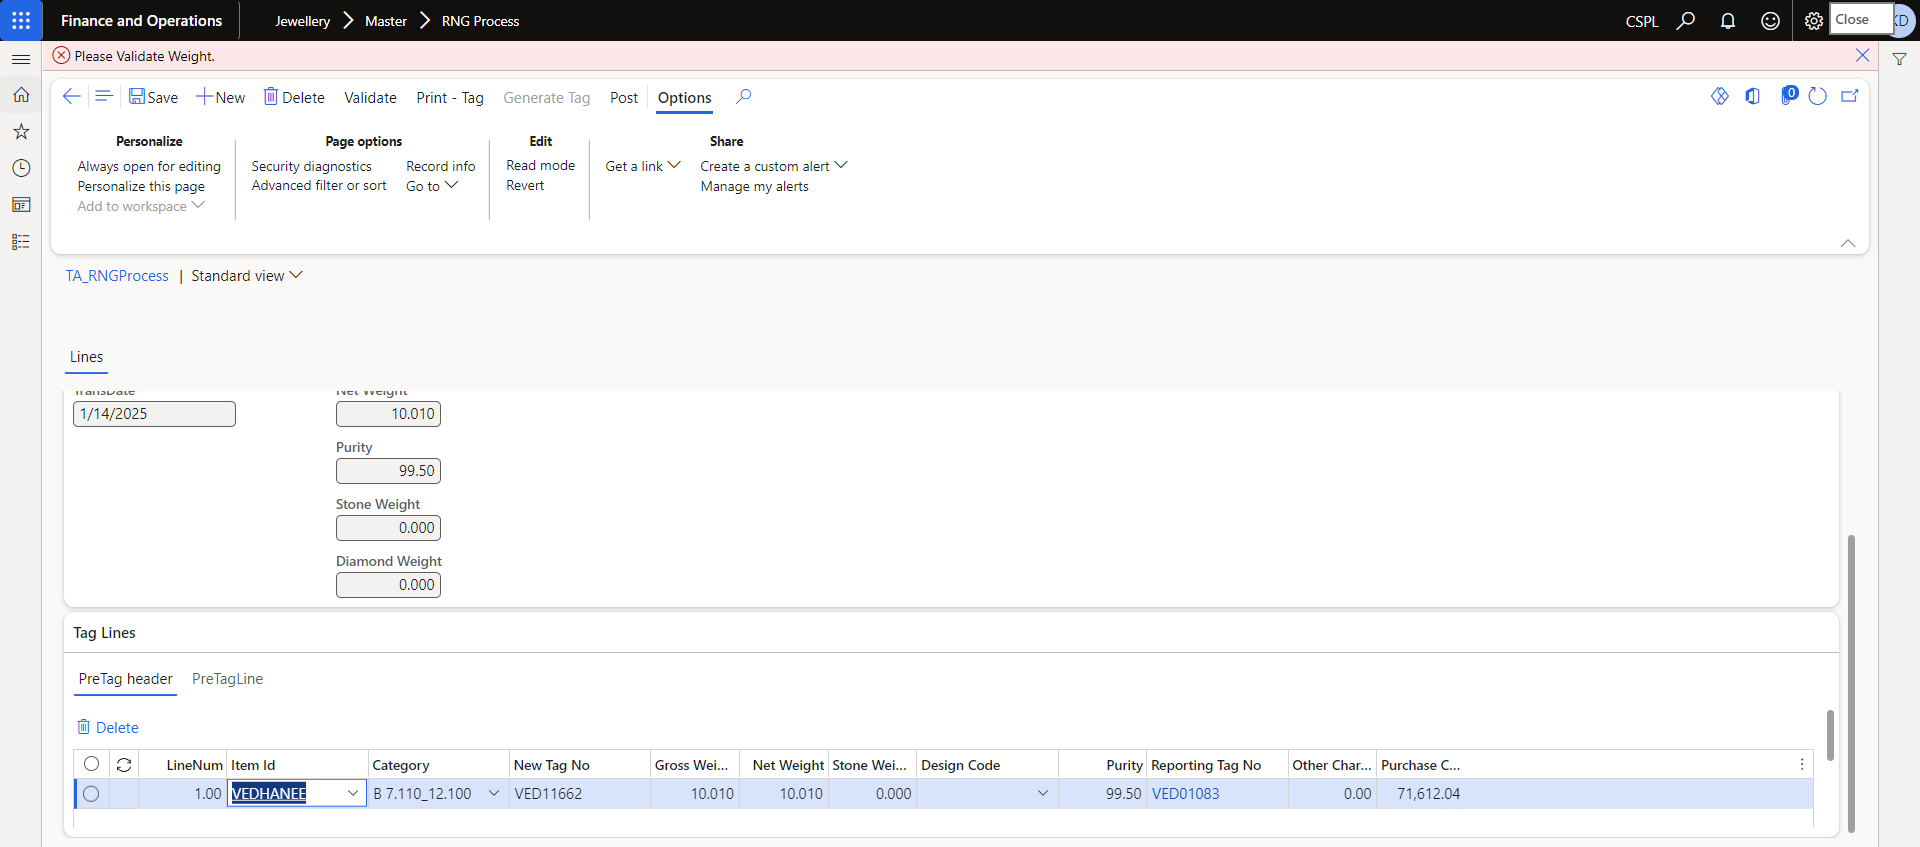 Finance and Operations
Jewellery Master RNG Process
CSPL
Close
Please Validate Weight.
Save New Delete Validate Print - Tag Generate Tag Post Options
0
Personalize
Always open for editing
Personalize this page
Add to workspace
Page options
Security diagnostics Record info
Advanced filter or sort Go to
Edit
Read mode
Revert
Share
Get a link Create a custom alert
Manage my alerts
TA_RNGProcess | Standard view
Lines
TransDate Net Weight
1/14/2025 10.010
Purity
99.50
Stone Weight
0.000
Diamond Weight
0.000
Tag Lines
PreTag header PreTagLine
Delete
LineNum Item Id Category New Tag No Gross Wei... Net Weight Stone Wei... Design Code Purity Reporting Tag No Other Char... Purchase C...
1.00 VEDHANEE B 7.110_12.100 VED11662 10.010 10.010 0.000 99.50 VED01083 0.00 71,612.04